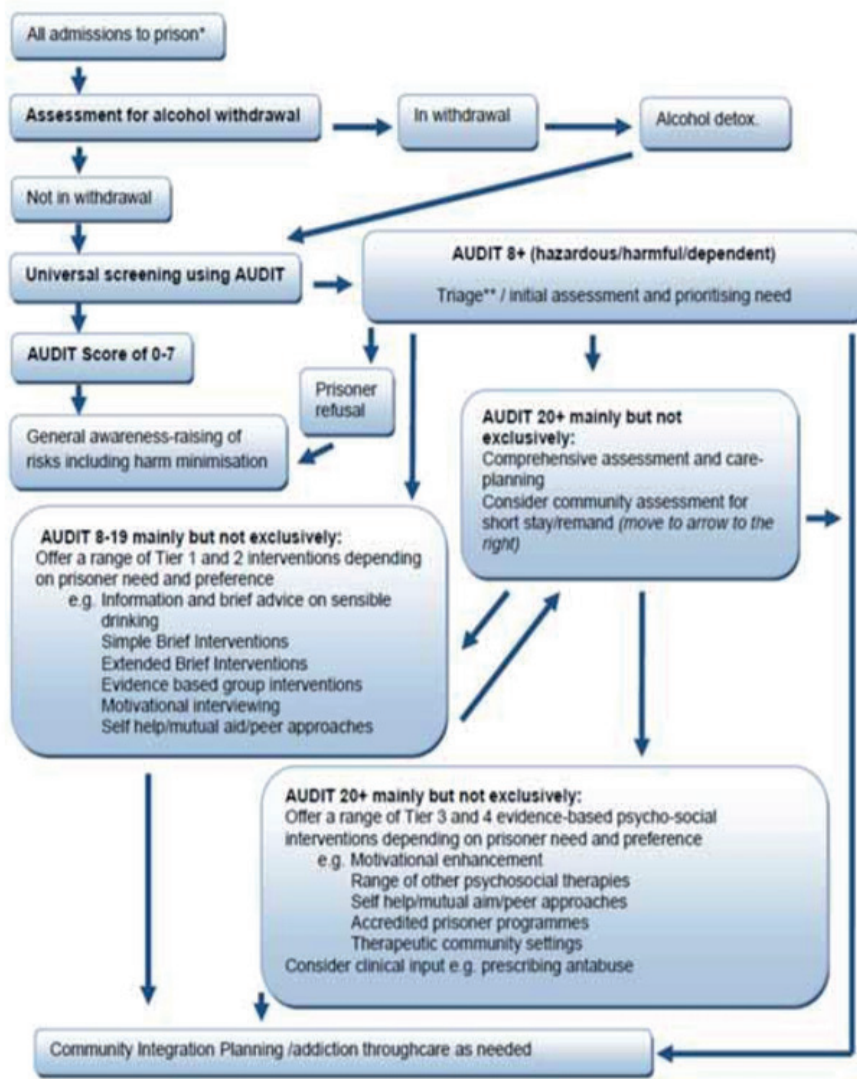 All admissions to prison*
Assessment for alcohol withdrawal
In withdrawal
Alcohol detox.
Not in withdrawal
Universal screening using AUDIT
AUDIT 8+ (hazardous/harmful/dependent)
Triage** / initial assessment and prioritising need
AUDIT Score of 0-7
Prisoner
refusal
General awareness-raising of
risks including harm minimisation
AUDIT 20+ mainly but not
exclusively:
Comprehensive assessment and care-
planning
Consider community assessment for
short stay/remand (move to arrow to the
right)
AUDIT 8-19 mainly but not exclusively:
Offer a range of Tier 1 and 2 interventions depending
on prisoner need and preference
e.g. Information and brief advice on sensible
drinking
Simple Brief Interventions
Extended Brief Interventions
Evidence based group interventions
Motivational interviewing
Self help/mutual aid/peer approaches
AUDIT 20+ mainly but not exclusively:
Offer a range of Tier 3 and 4 evidence-based psycho-social
interventions depending on prisoner need and preference
e.g. Motivational enhancement
Range of other psychosocial therapies
Self help/mutual aim/peer approaches
Accredited prisoner programmes
Therapeutic community settings
Consider clinical input e.g. prescribing antabuse
Community Integration Planning /addiction throughcare as needed